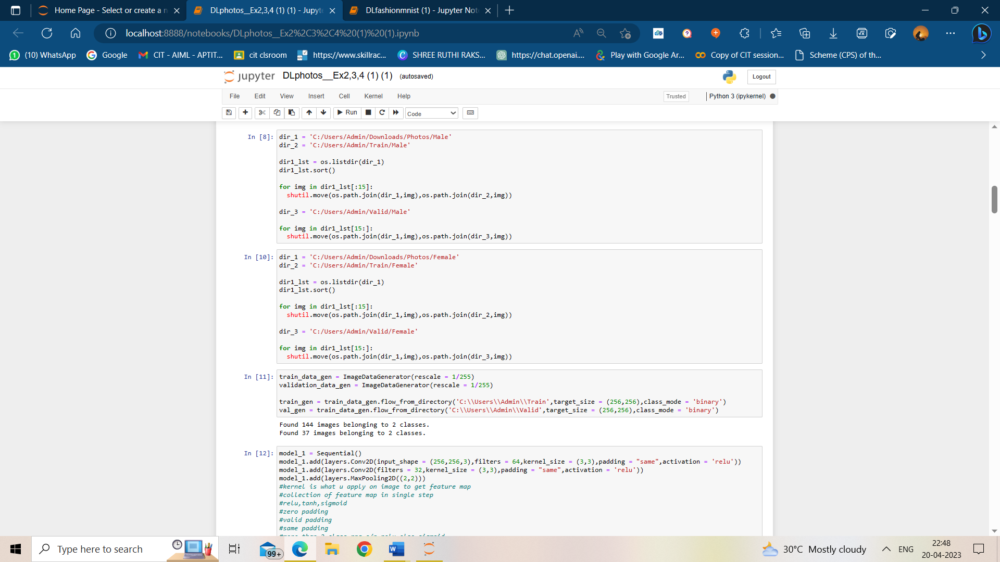 Home Page - Select or create a n
DLphotos__Ex2,3,4 (1) (1) - Jupyte
DLfashionmnist (1) - Jupyter Not
localhost:8888/notebooks/DLphotos__Ex2%2C3%2C4%20(1)%20(1).ipynb
(10) WhatsApp
Google
CIT - AIML - APTIT...
cit clsroom
https://www.skillrac...
SHREE RUTHI RAKS...
https://chat.openai....
Play with Google Ar...
Copy of CIT session...
Scheme (CPS) of th...
jupyter DLphotos__Ex2,3,4 (1) (1) (autosaved)
Logout
File Edit View Insert Cell Kernel Help
Trusted
Python 3 (ipykernel)
Run
Code
In [8]: dir_1 = 'C:/Users/Admin/Downloads/Photos/Male'
dir_2 = 'C:/Users/Admin/Train/Male'
dir1_lst = os.listdir(dir_1)
dir1_lst.sort()
for img in dir1_lst[:15]:
shutil.move(os.path.join(dir_1,img),os.path.join(dir_2,img))
dir_3 = 'C:/Users/Admin/Valid/Male'
for img in dir1_lst[15:]:
shutil.move(os.path.join(dir_1,img),os.path.join(dir_3,img))
In [10]: dir_1 = 'C:/Users/Admin/Downloads/Photos/Female'
dir_2 = 'C:/Users/Admin/Train/Female'
dir1_lst = os.listdir(dir_1)
dir1_lst.sort()
for img in dir1_lst[:15]:
shutil.move(os.path.join(dir_1,img),os.path.join(dir_2,img))
dir_3 = 'C:/Users/Admin/Valid/Female'
for img in dir1_lst[15:]:
shutil.move(os.path.join(dir_1,img),os.path.join(dir_3,img))
In [11]: train_data_gen = ImageDataGenerator(rescale = 1/255)
validation_data_gen = ImageDataGenerator(rescale = 1/255)
train_gen = train_data_gen.flow_from_directory('C:\\Users\\Admin\\Train',target_size = (256,256),class_mode = 'binary')
val_gen = train_data_gen.flow_from_directory('C:\\Users\\Admin\\Valid',target_size = (256,256),class_mode = 'binary')
Found 144 images belonging to 2 classes.
Found 37 images belonging to 2 classes.
In [12]: model_1 = Sequential()
model_1.add(layers.Conv2D(input_shape = (256,256,3),filters = 64,kernel_size = (3,3),padding = "same",activation = 'relu'))
model_1.add(layers.Conv2D(filters = 32,kernel_size = (3,3),padding = "same",activation = 'relu'))
model_1.add(layers.MaxPooling2D((2,2)))
#kernel is what u apply on image to get feature map
#collection of feature map in single step
#relu,tanh,sigmoid
#zero padding
#valid padding
#same padding
Type here to search
99+
30°C Mostly cloudy
ENG
22:48
20-04-2023